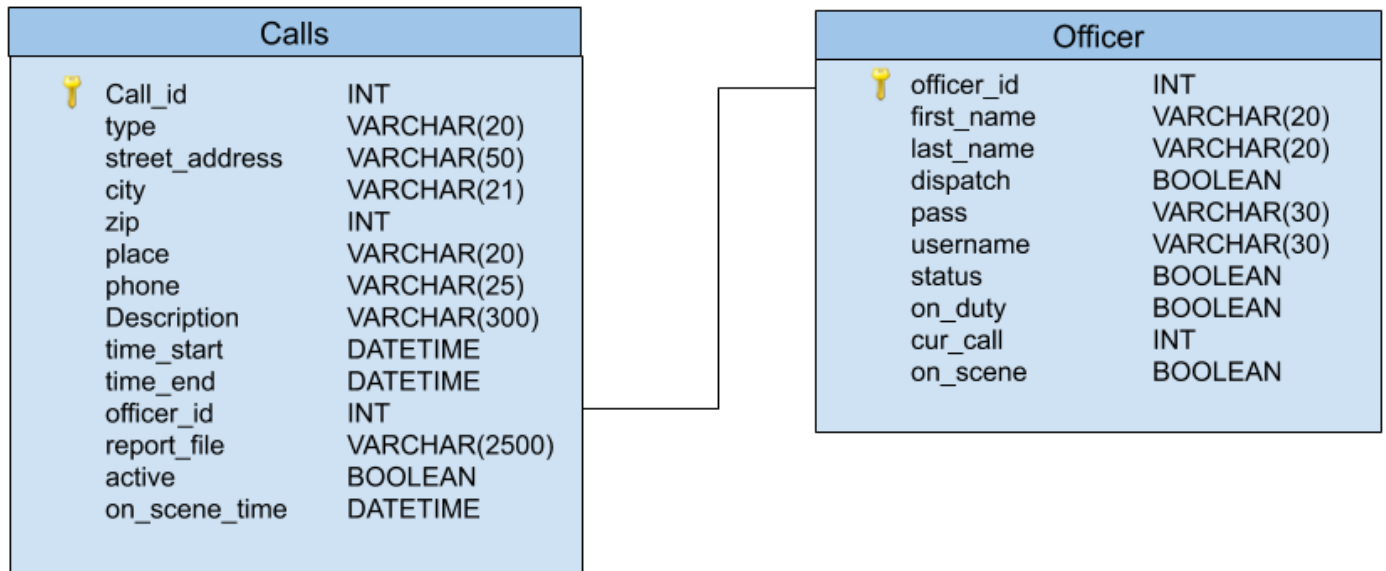 Calls
Call_id INT
type VARCHAR(20)
street_address VARCHAR(50)
city VARCHAR(21)
zip INT
place VARCHAR(20)
phone VARCHAR(25)
Description VARCHAR(300)
time_start DATETIME
time_end DATETIME
officer_id INT
report_file VARCHAR(2500)
active BOOLEAN
on_scene_time DATETIME
Officer
officer_id INT
first_name VARCHAR(20)
last_name VARCHAR(20)
dispatch BOOLEAN
pass VARCHAR(30)
username VARCHAR(30)
status BOOLEAN
on_duty BOOLEAN
cur_call INT
on_scene BOOLEAN